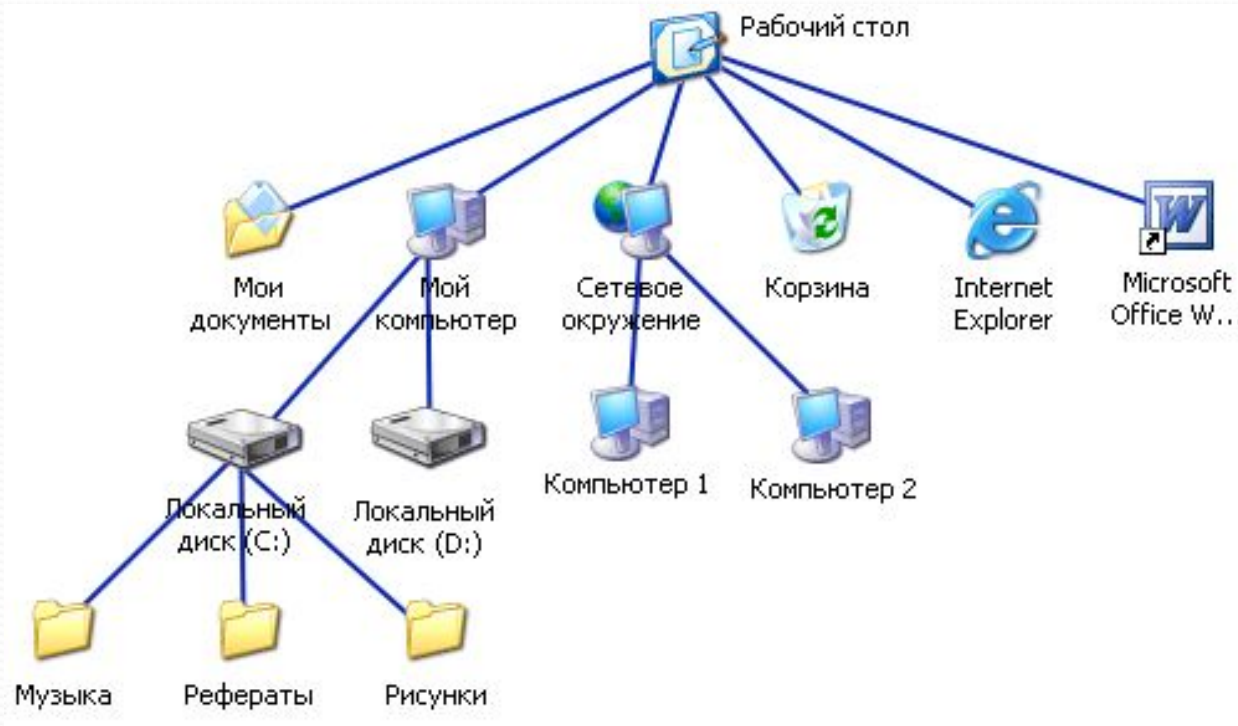 Рабочий стол
Мои
документы
Мой
компьютер
Сетевое
окружение
Корзина
Internet
Explorer
Microsoft
Office W...
Локальный
диск (C:)
Локальный
диск (D:)
Компьютер 1
Компьютер 2
Музыка
Рефераты
Рисунки